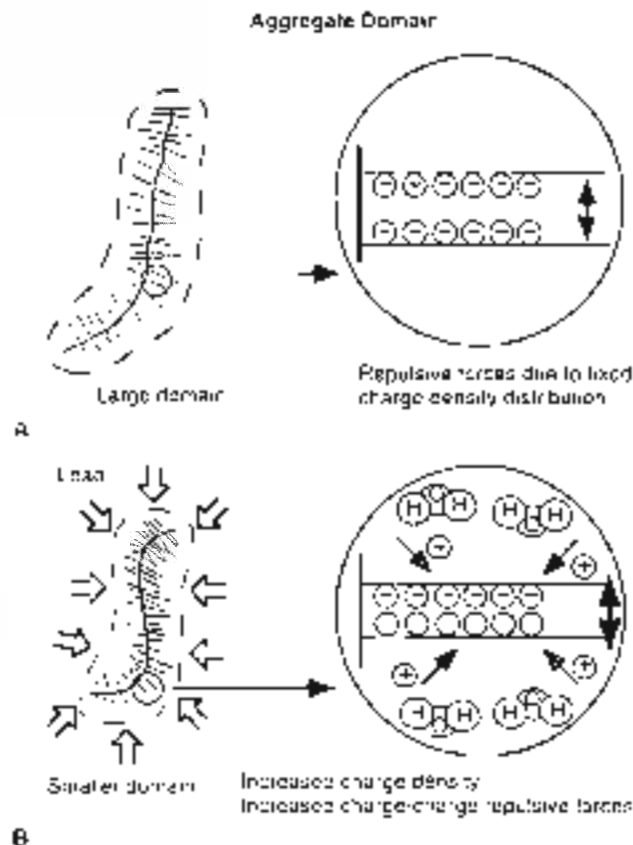 Aggregate Domain
Large domain
Repulsive forces due to fixed
charge density distribution
A
Load
H H H H
Smaller domain
Increased charge density
Increased charge-charge repulsive forces
H H H H
B